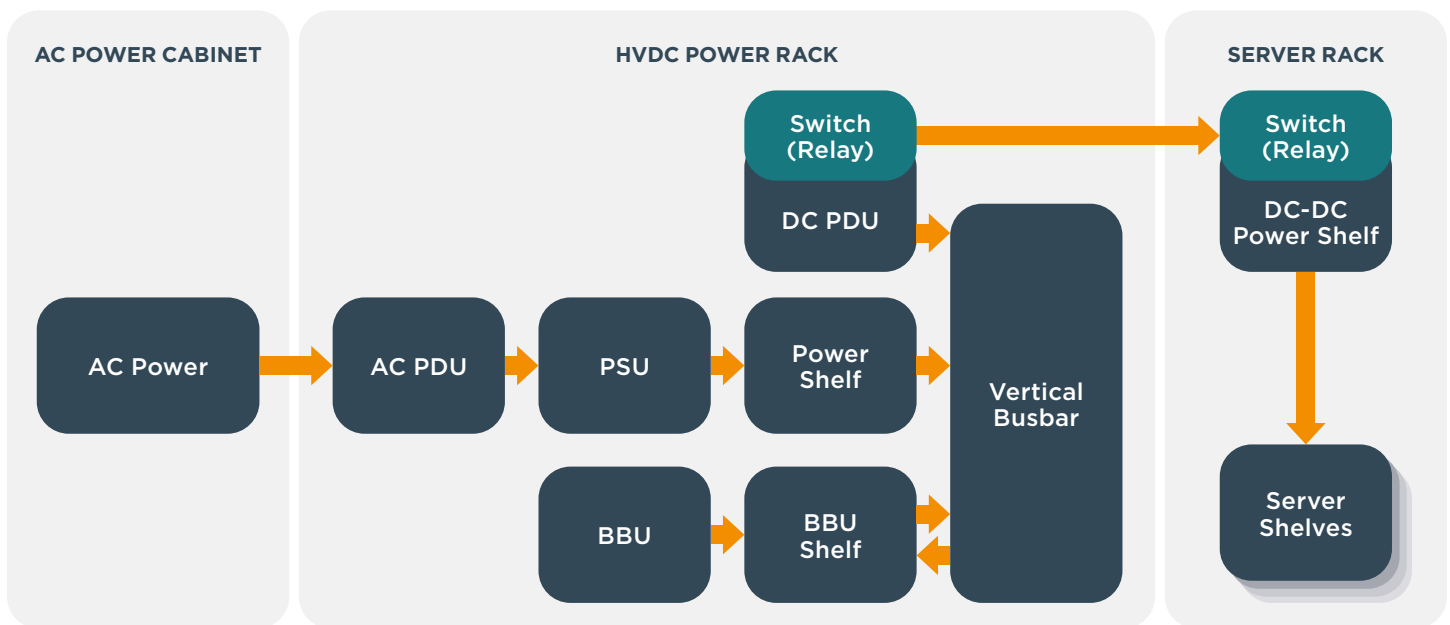 AC POWER CABINET
HVDC POWER RACK
SERVER RACK
Switch
(Relay)
DC PDU
Switch
(Relay)
DC-DC
Power Shelf
AC Power
AC PDU
PSU
Power
Shelf
Vertical
Busbar
BBU
BBU
Shelf
Server
Shelves